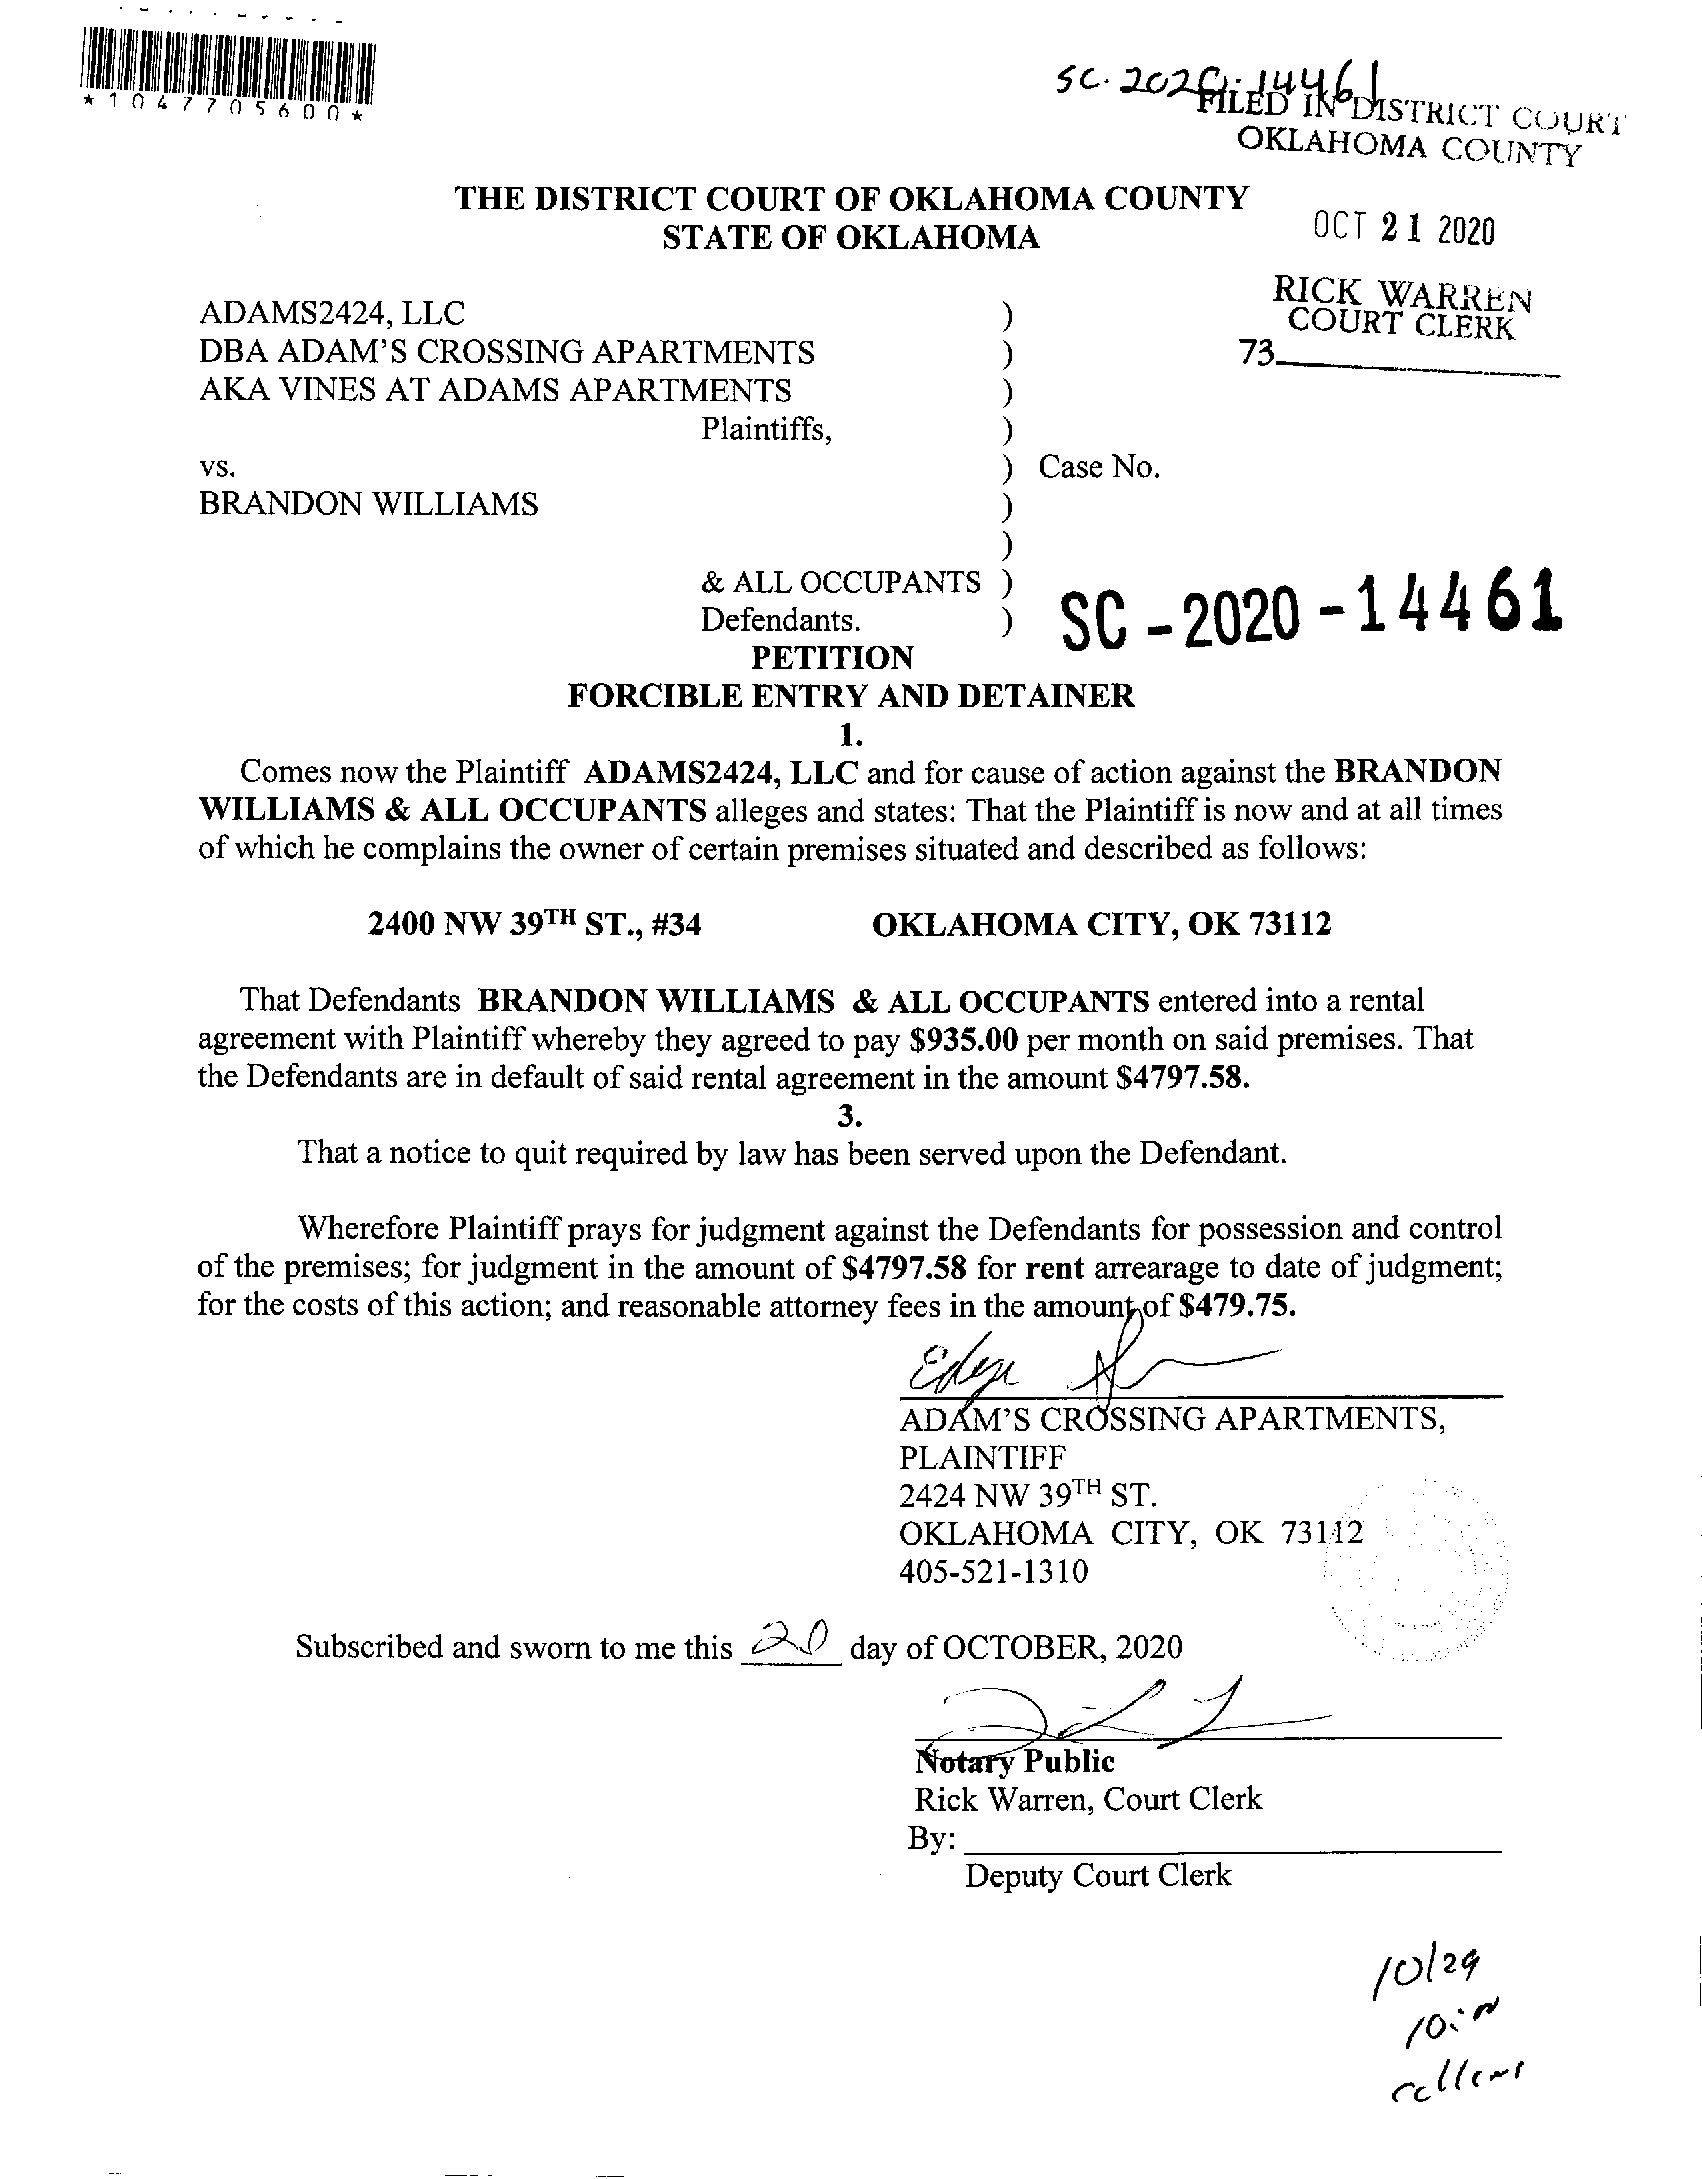 *1047705600*
SC-2020-14461
FILED IN DISTRICT COURT
OKLAHOMA COUNTY
THE DISTRICT COURT OF OKLAHOMA COUNTY
STATE OF OKLAHOMA
OCT 21 2020
RICK WARREN
COURT CLERK
73
ADAMS2424, LLC )
DBA ADAM'S CROSSING APARTMENTS )
AKA VINES AT ADAMS APARTMENTS )
Plaintiffs, )
vs. ) Case No.
BRANDON WILLIAMS )
)
& ALL OCCUPANTS )
Defendants. )
SC-2020-14461
PETITION
FORCIBLE ENTRY AND DETAINER
1.
Comes now the Plaintiff ADAMS2424, LLC and for cause of action against the BRANDON
WILLIAMS & ALL OCCUPANTS alleges and states: That the Plaintiff is now and at all times
of which he complains the owner of certain premises situated and described as follows:
2400 NW 39TH ST., #34 OKLAHOMA CITY, OK 73112
That Defendants BRANDON WILLIAMS & ALL OCCUPANTS entered into a rental
agreement with Plaintiff whereby they agreed to pay $935.00 per month on said premises. That
the Defendants are in default of said rental agreement in the amount $4797.58.
3.
That a notice to quit required by law has been served upon the Defendant.
Wherefore Plaintiff prays for judgment against the Defendants for possession and control
of the premises; for judgment in the amount of $4797.58 for rent arrearage to date of judgment;
for the costs of this action; and reasonable attorney fees in the amount of $479.75.
ADAM'S CROSSING APARTMENTS,
PLAINTIFF
2424 NW 39TH ST.
OKLAHOMA CITY, OK 73112
405-521-1310
Subscribed and sworn to me this 20 day of OCTOBER, 2020
Notary Public
Rick Warren, Court Clerk
By:
Deputy Court Clerk
10/29